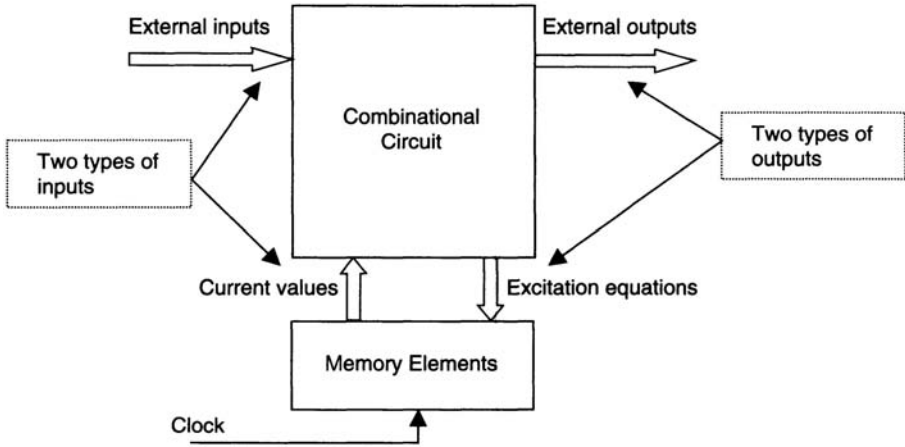 External inputs
External outputs
Combinational
Circuit
Two types of
inputs
Two types of
outputs
Current values
Excitation equations
Memory Elements
Clock